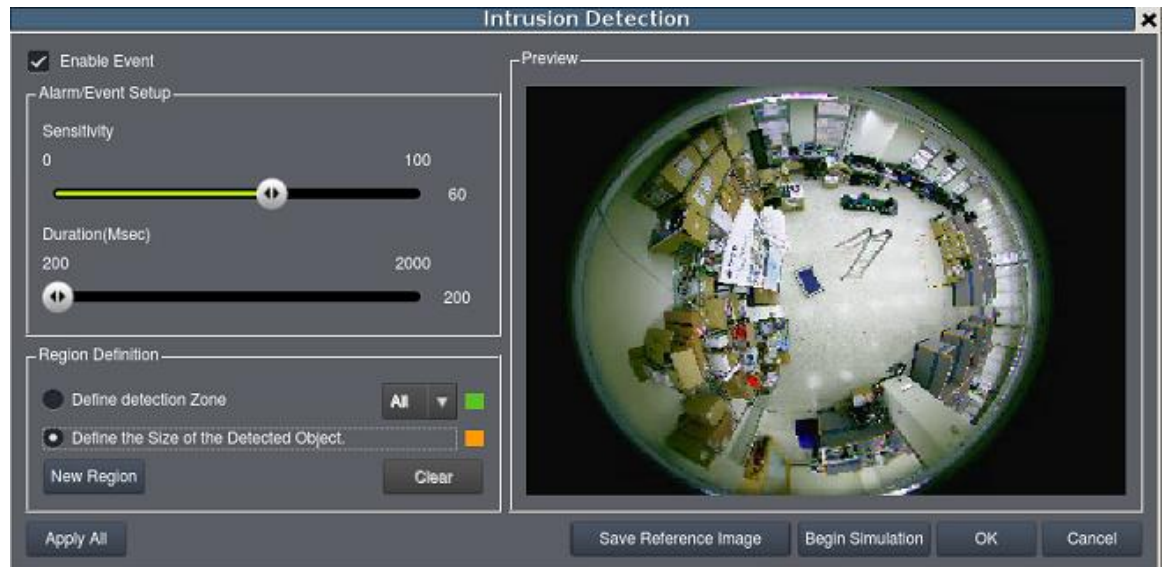 Intrusion Detection
Enable Event
Alarm/Event Setup
Sensitivity
0 100
60
Duration(Msec)
200 2000
200
Region Definition
Define detection Zone All
Define the Size of the Detected Object.
New Region Clear
Preview
Apply All Save Reference Image Begin Simulation OK Cancel